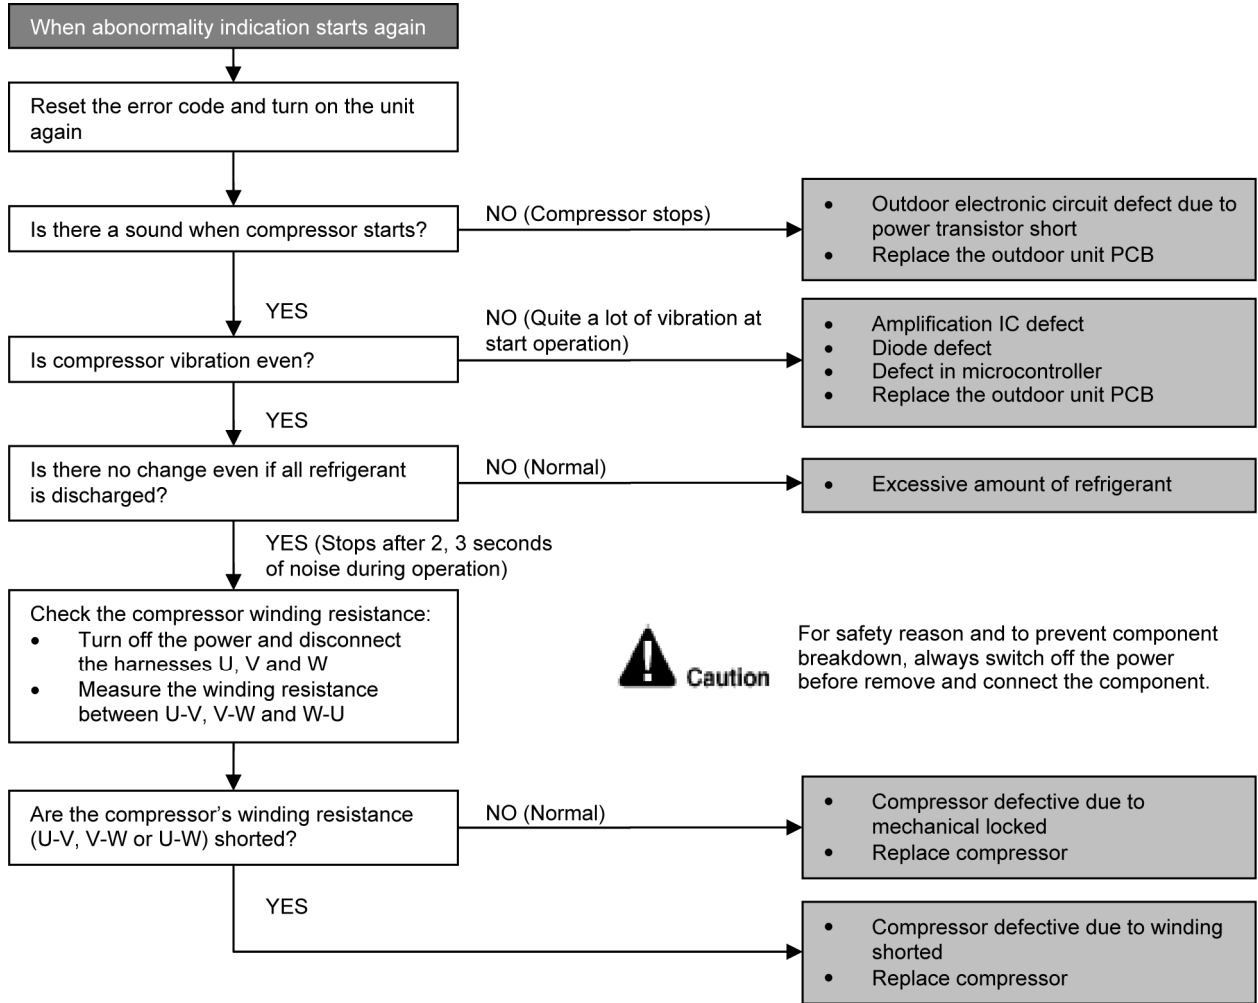 When abonormality indication starts again
Reset the error code and turn on the unit
again
Is there a sound when compressor starts?
NO (Compressor stops)
• Outdoor electronic circuit defect due to
power transistor short
• Replace the outdoor unit PCB
YES
Is compressor vibration even?
NO (Quite a lot of vibration at
start operation)
• Amplification IC defect
• Diode defect
• Defect in microcontroller
• Replace the outdoor unit PCB
YES
Is there no change even if all refrigerant
is discharged?
NO (Normal)
• Excessive amount of refrigerant
YES (Stops after 2, 3 seconds
of noise during operation)
Check the compressor winding resistance:
• Turn off the power and disconnect
the harnesses U, V and W
• Measure the winding resistance
between U-V, V-W and W-U
Caution
For safety reason and to prevent component
breakdown, always switch off the power
before remove and connect the component.
Are the compressor’s winding resistance
(U-V, V-W or U-W) shorted?
NO (Normal)
• Compressor defective due to
mechanical locked
• Replace compressor
YES
• Compressor defective due to winding
shorted
• Replace compressor